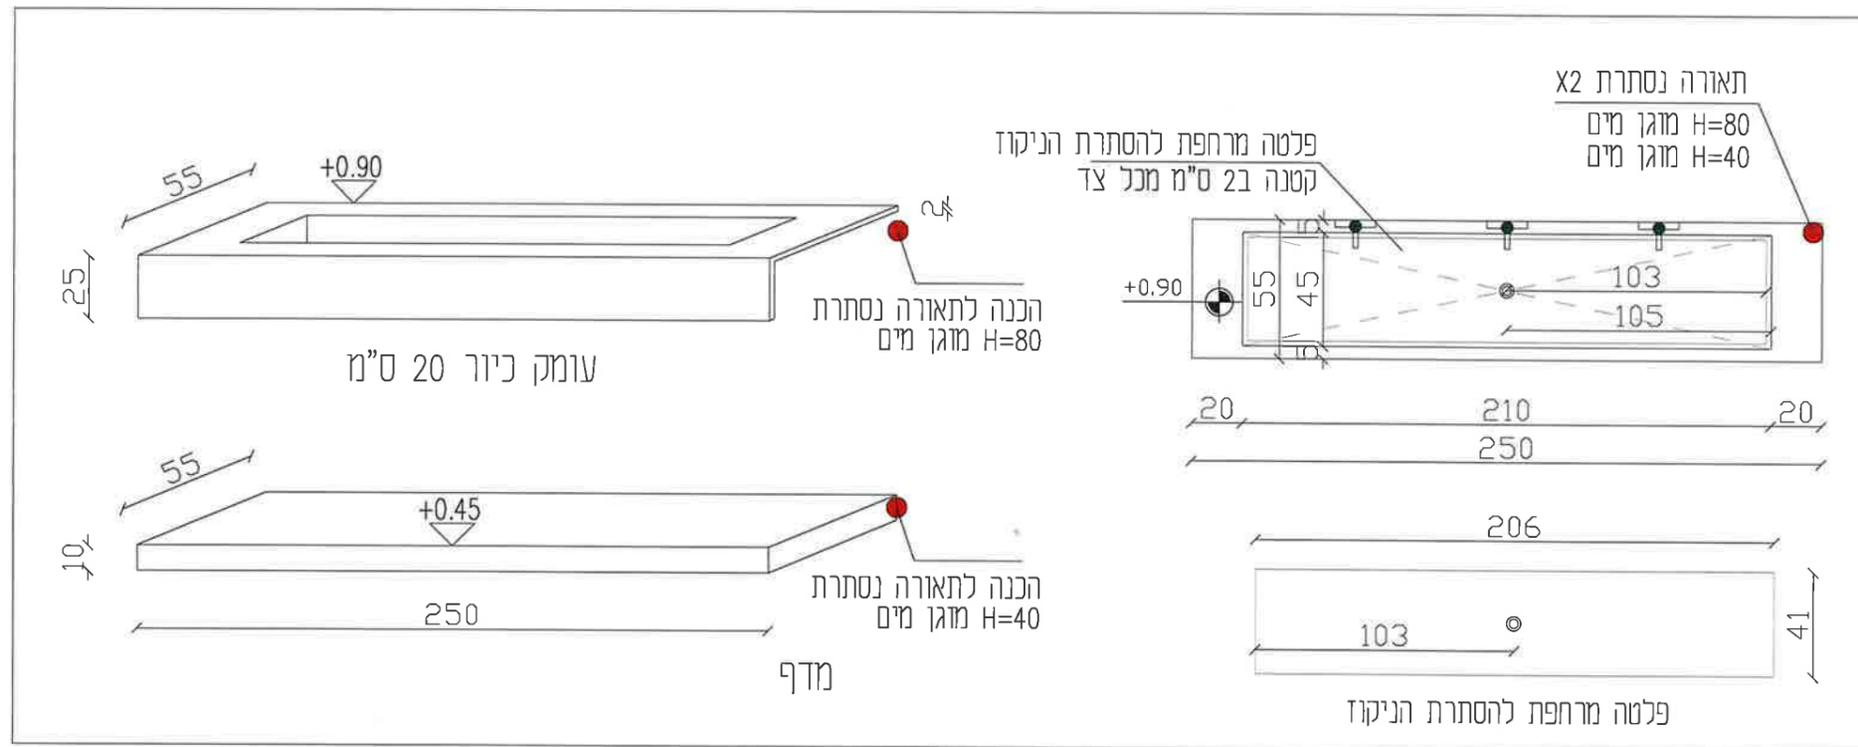 55
+0.90
25
2
הכנה לתאורה נסתרת
H=80 מוגן מים
עומק כיור 20 ס"מ
55
+0.45
10
250
הכנה לתאורה נסתרת
H=40 מוגן מים
מדף
תאורה נסתרת X2
H=80 מוגן מים
H=40 מוגן מים
פלטה מרחפת להסתרת הניקוז
קטנה ב2 ס"מ מכל צד
+0.90
5
55
45
5
103
105
20
210
20
250
206
103
41
פלטה מרחפת להסתרת הניקוז